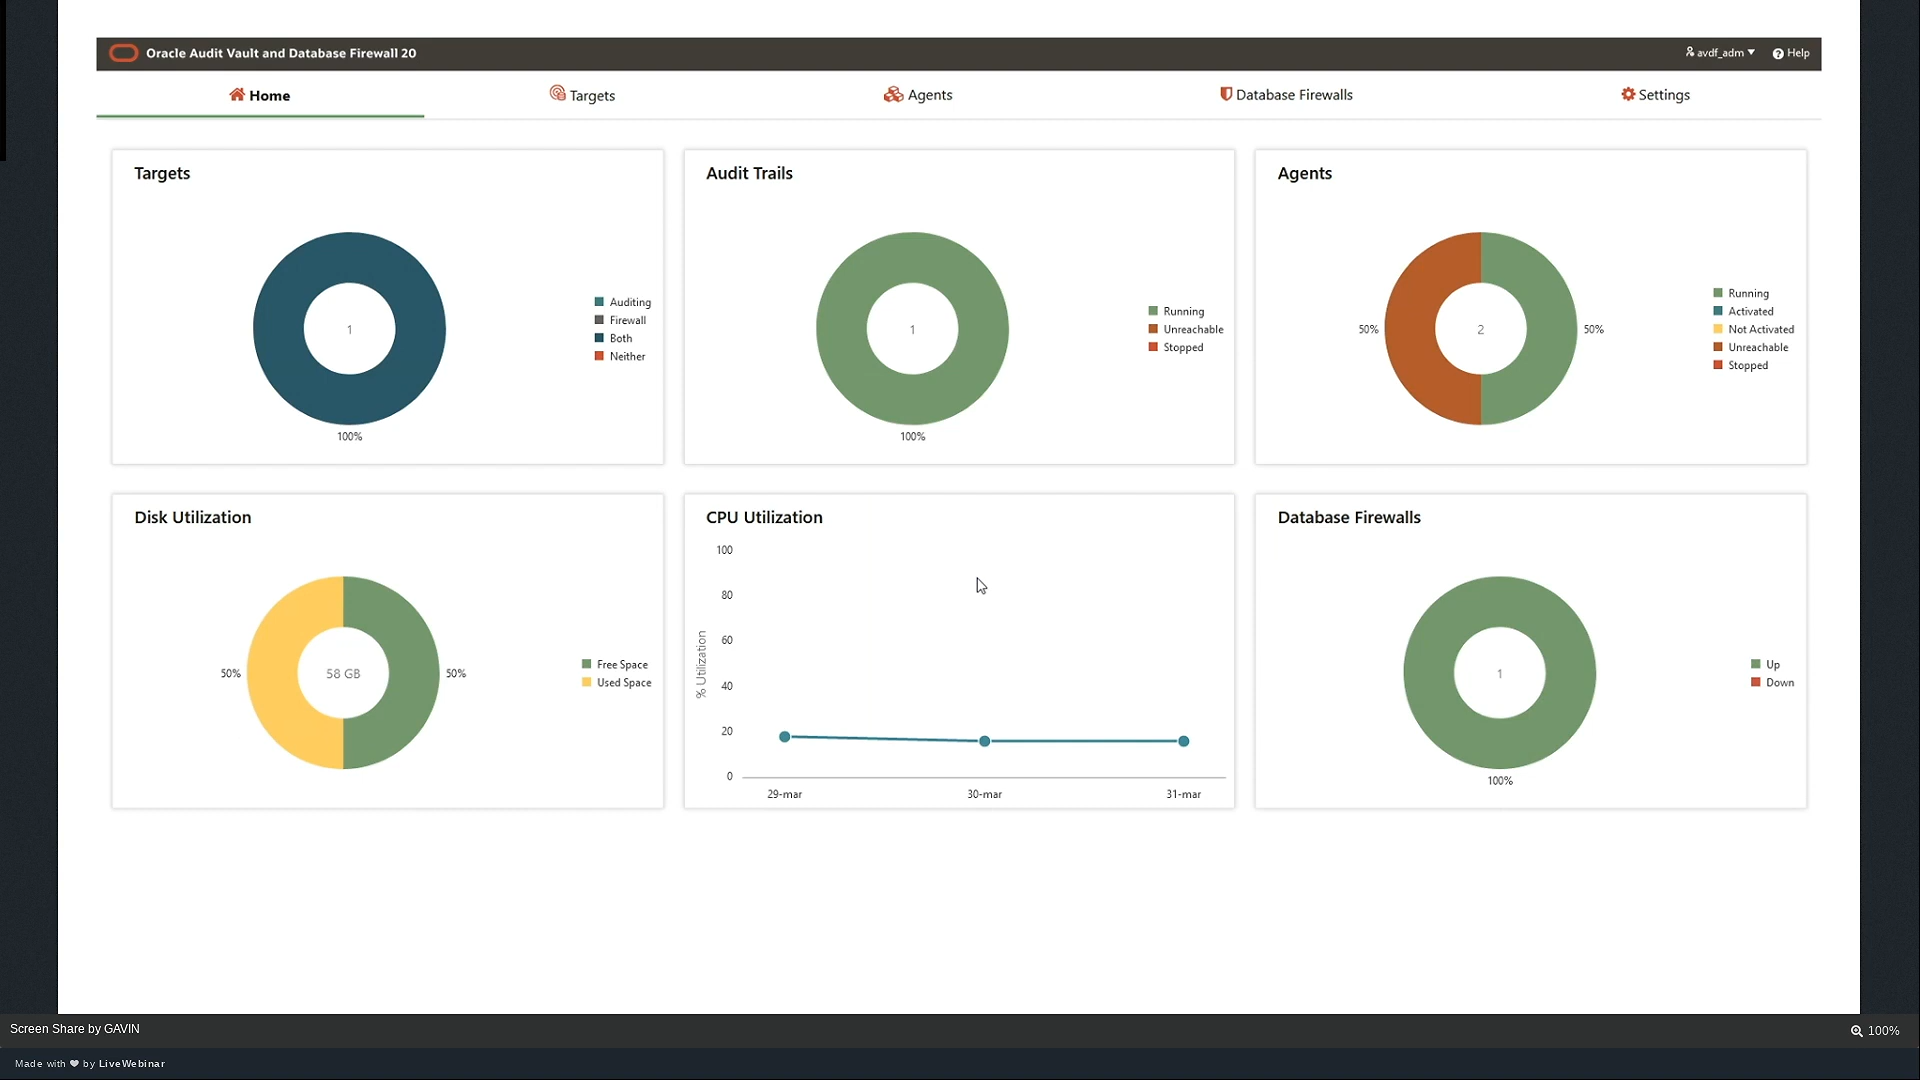 Oracle Audit Vault and Database Firewall 20
avdf_adm
Help
Home
Targets
Agents
Database Firewalls
Settings
Targets
1
100%
Auditing
Firewall
Both
Neither
Audit Trails
1
100%
Running
Unreachable
Stopped
Agents
50%
2
50%
Running
Activated
Not Activated
Unreachable
Stopped
Disk Utilization
50%
58 GB
50%
Free Space
Used Space
CPU Utilization
% Utilization
100
80
60
40
20
0
29-mar
30-mar
31-mar
Database Firewalls
1
100%
Up
Down
Screen Share by GAVIN
100%
Made with ❤ by LiveWebinar